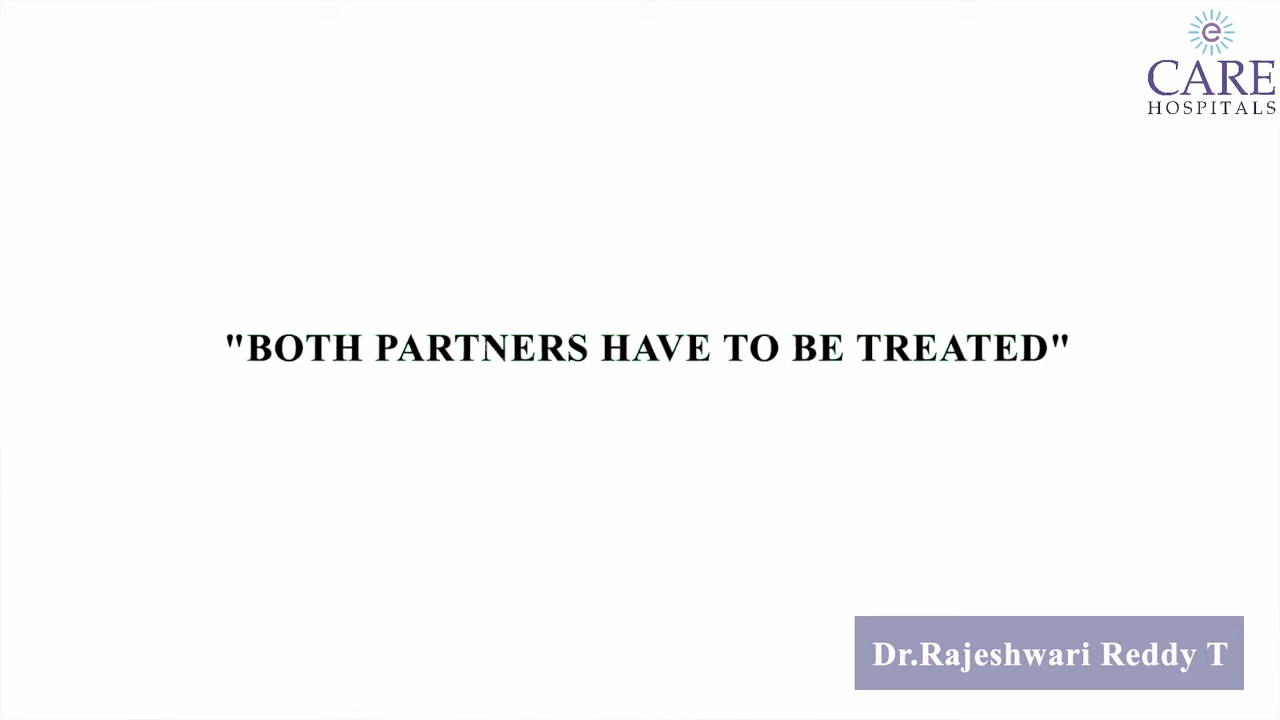 e
CARE
HOSPITALS
"BOTH PARTNERS HAVE TO BE TREATED"
Dr.Rajeshwari Reddy T